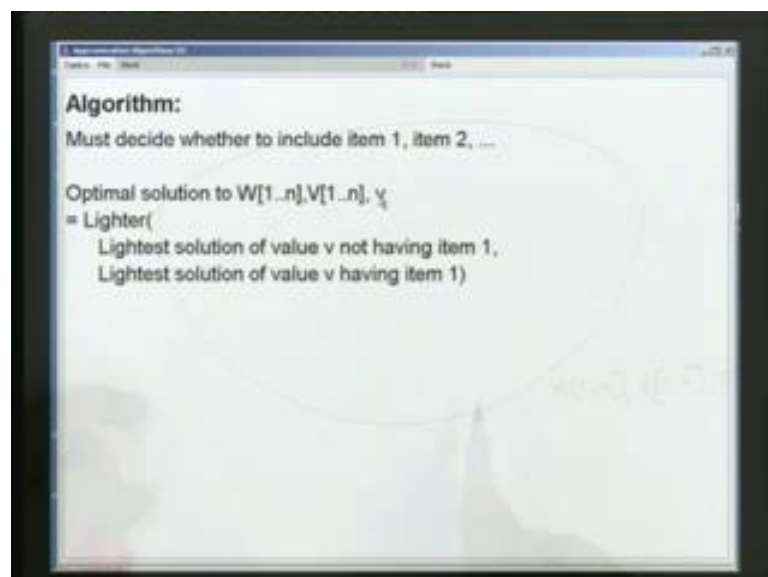 Algorithm:
Must decide whether to include item 1, item 2, ...
Optimal solution to W[1..n],V[1..n], v
= Lighter(
Lightest solution of value v not having item 1,
Lightest solution of value v having item 1)